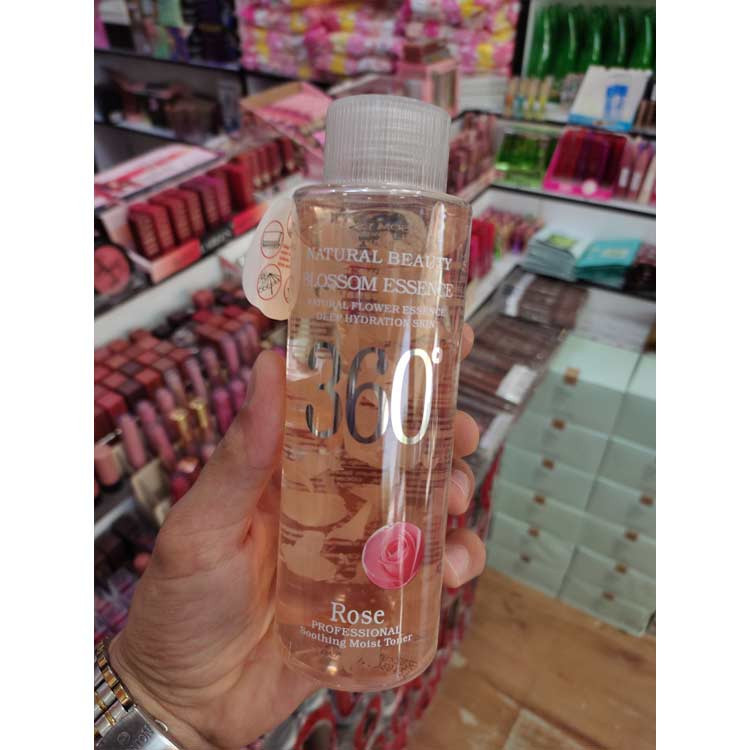 NATURAL BEAUTY
BLOSSOM ESSENCE
NATURAL FLOWER ESSENCE
DEEP HYDRATION SKIN
360°
Rose
PROFESSIONAL
Soothing Moist Toner